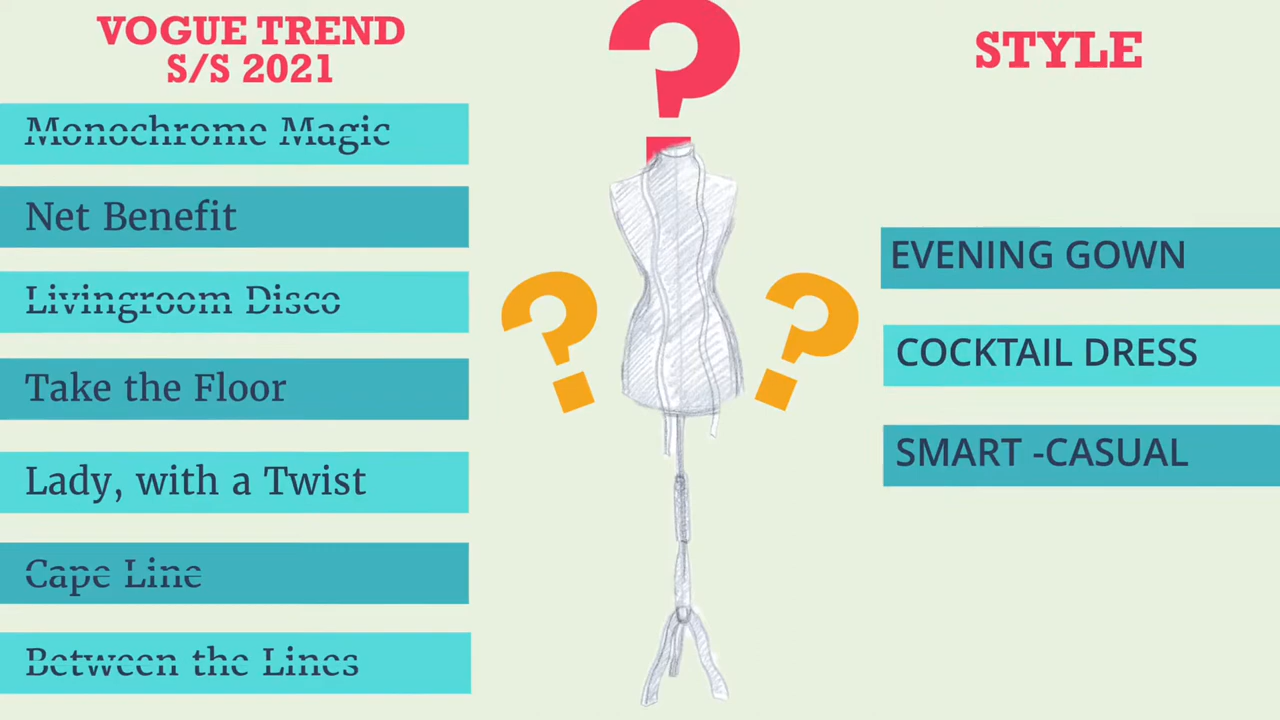 VOGUE TREND
S/S 2021
Monochrome Magic
Net Benefit
Livingroom Disco
Take the Floor
Lady, with a Twist
Cape Line
Between the Lines
?
?
?
STYLE
EVENING GOWN
COCKTAIL DRESS
SMART -CASUAL